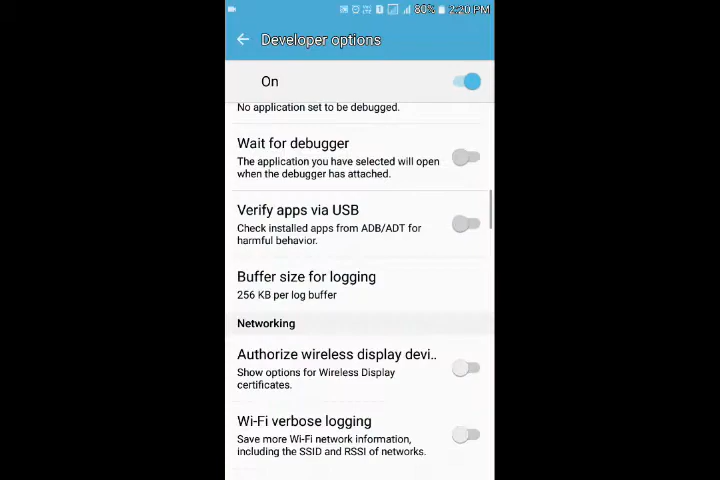 80% 2:20 PM
Developer options
On
No application set to be debugged.
Wait for debugger
The application you have selected will open
when the debugger has attached.
Verify apps via USB
Check installed apps from ADB/ADT for
harmful behavior.
Buffer size for logging
256 KB per log buffer
Networking
Authorize wireless display devi..
Show options for Wireless Display
certificates.
Wi-Fi verbose logging
Save more Wi-Fi network information,
including the SSID and RSSI of networks.